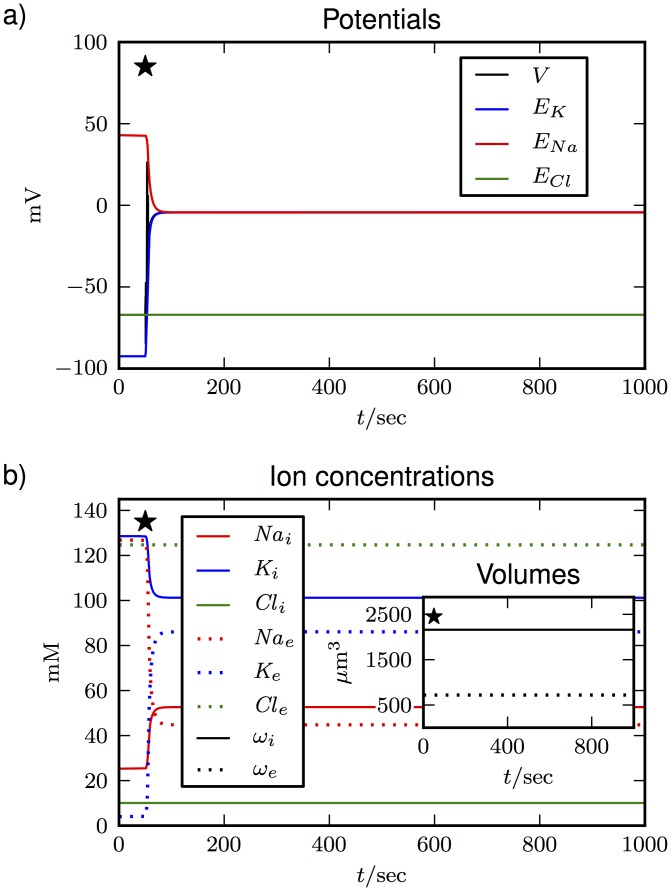 a)
Potentials
100
50
0
−50
−100
mV
V
E_K
E_Na
E_Cl
0 200 400 600 800 1000
t/sec
b)
Ion concentrations
140
120
100
80
60
40
20
0
mM
Na_i
K_i
Cl_i
Na_e
K_e
Cl_e
ω_i
ω_e
Volumes
2500
1500
500
μm³
0 400 800
t/sec
0 200 400 600 800 1000
t/sec